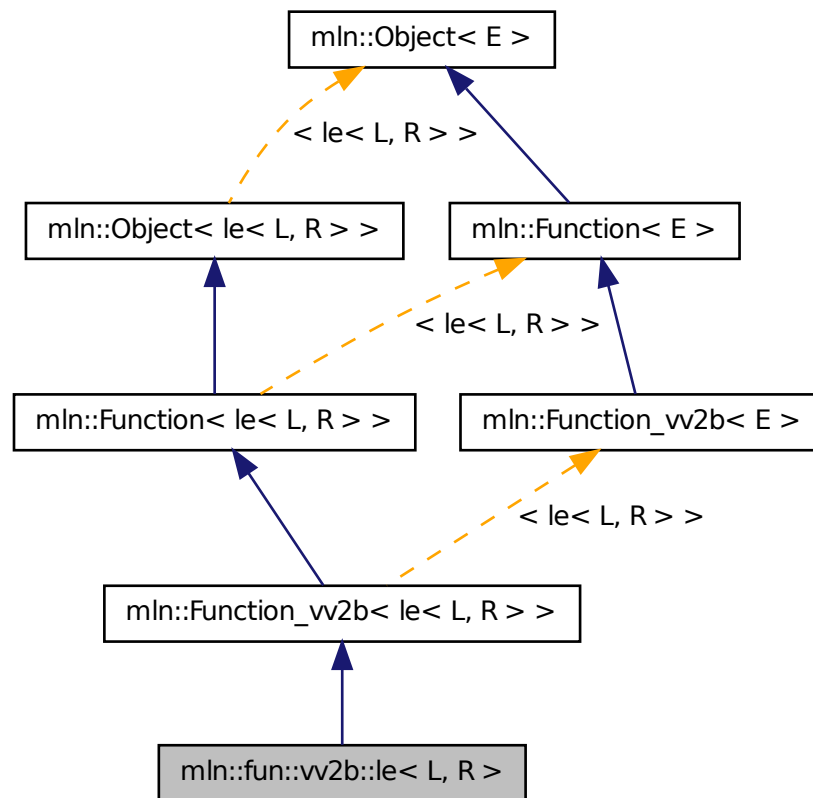 mln::Object< E >
< le< L, R > >
mln::Object< le< L, R > >
mln::Function< E >
< le< L, R > >
mln::Function< le< L, R > >
mln::Function_vv2b< E >
< le< L, R > >
mln::Function_vv2b< le< L, R > >
mln::fun::vv2b::le< L, R >